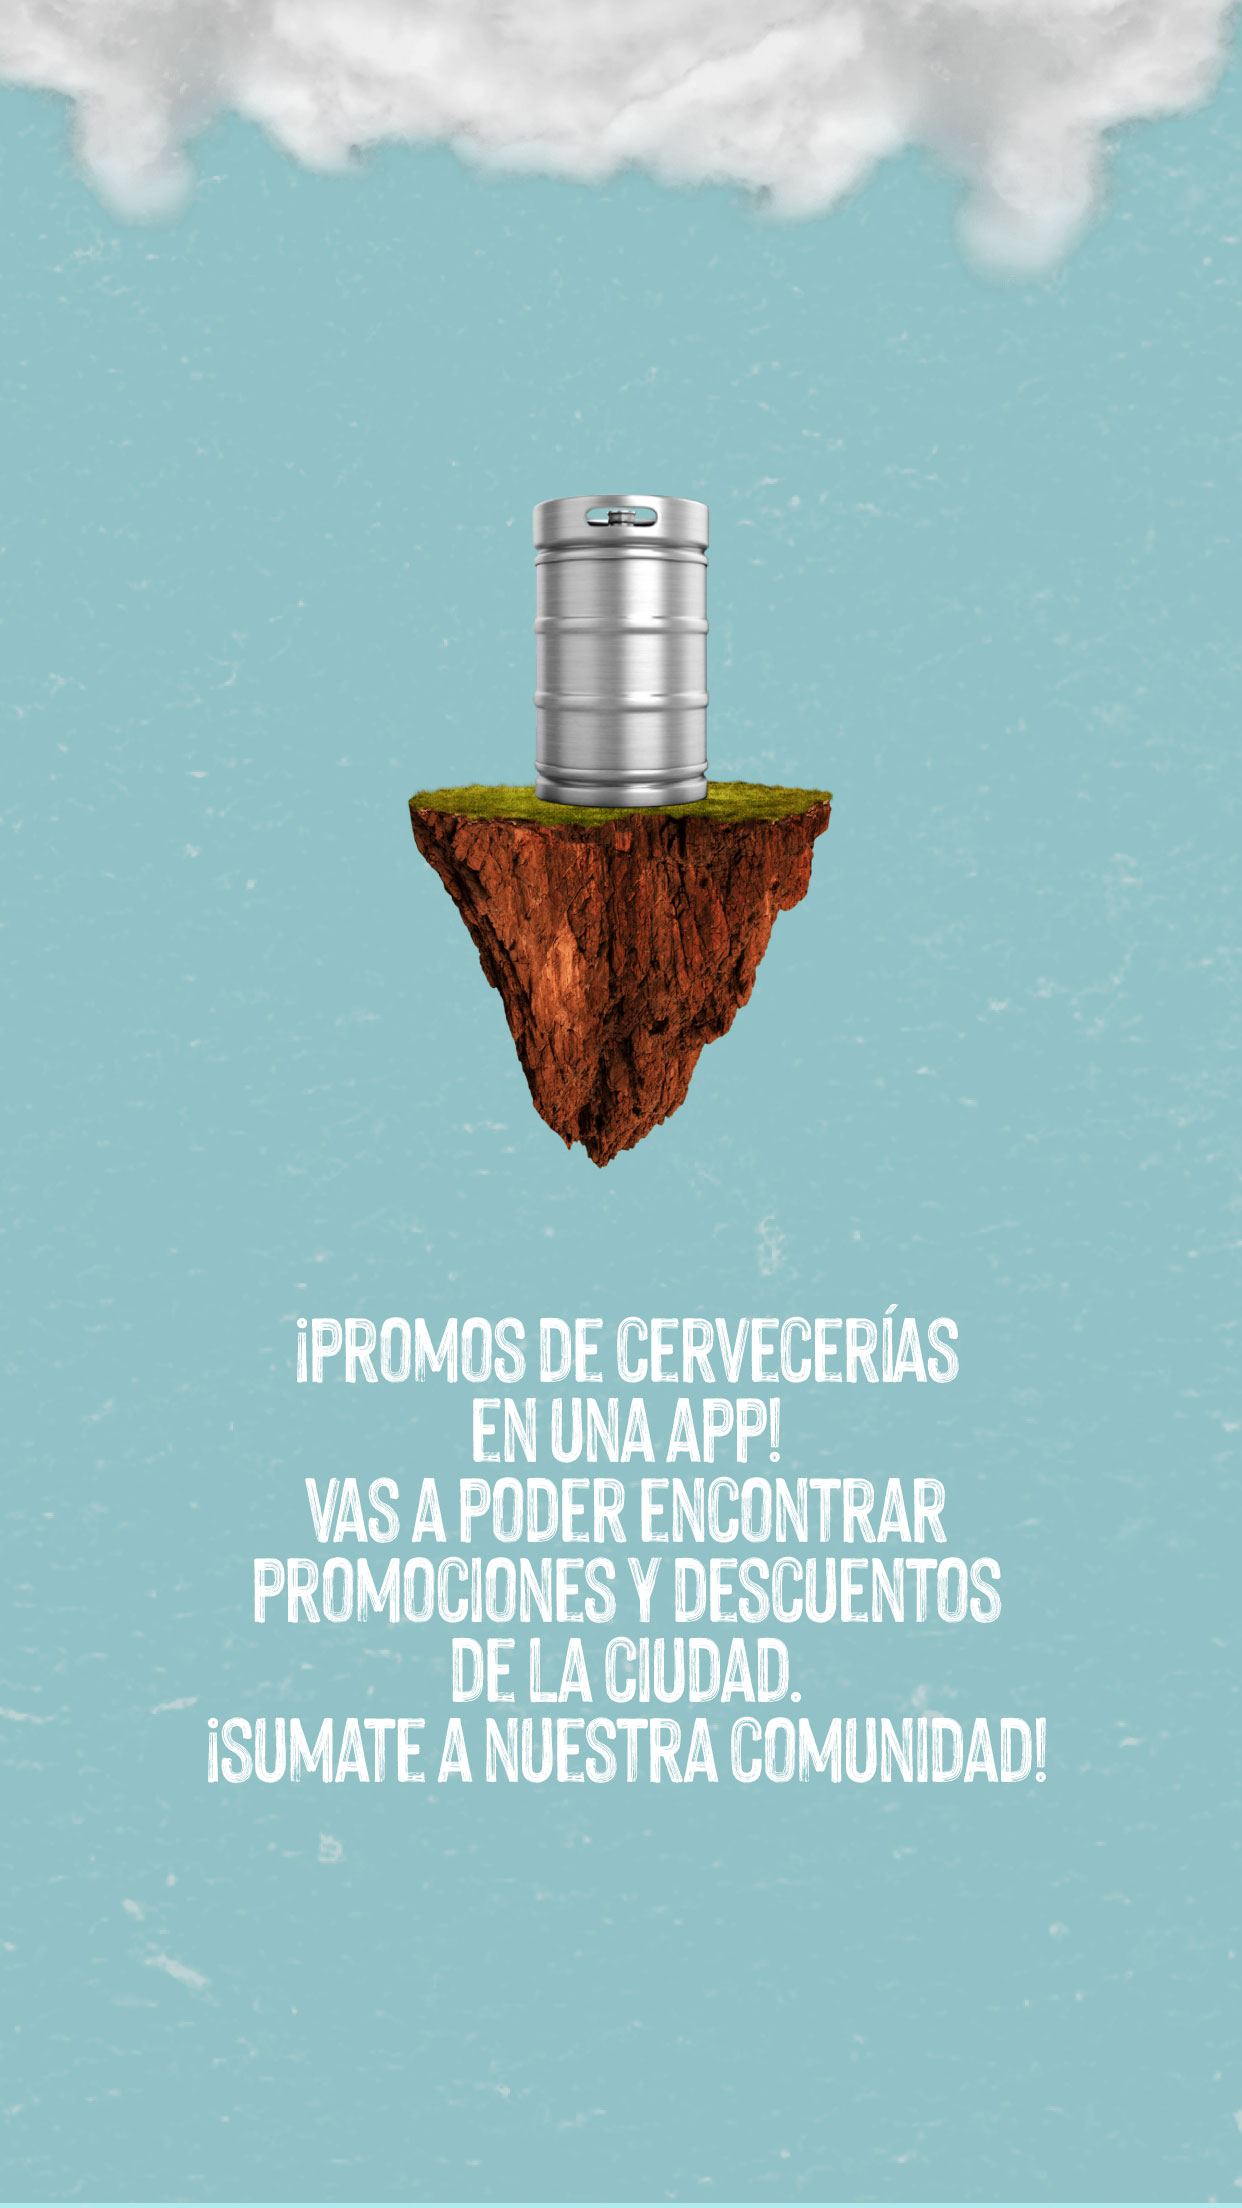 ¡PROMOS DE CERVECERÍAS
EN UNA APP!
VAS A PODER ENCONTRAR
PROMOCIONES Y DESCUENTOS
DE LA CIUDAD.
¡SUMATE A NUESTRA COMUNIDAD!